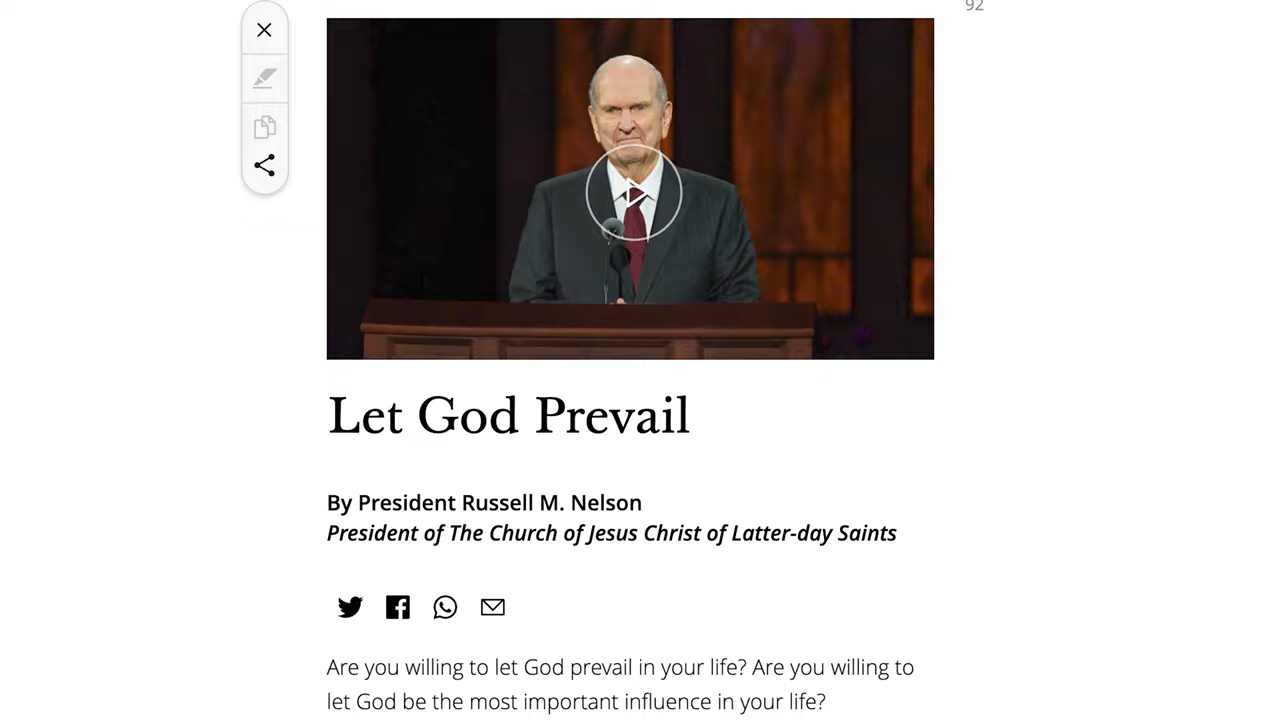 92
Let God Prevail
By President Russell M. Nelson
President of The Church of Jesus Christ of Latter-day Saints
Are you willing to let God prevail in your life? Are you willing to
let God be the most important influence in your life?